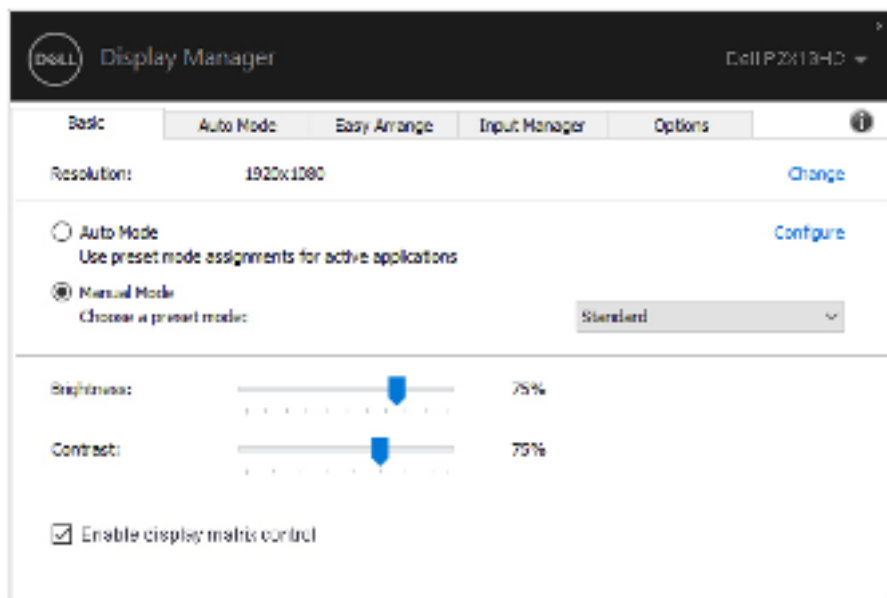 DELL Display Manager
Basic Auto Mode Easy Arrange Input Manager Options
Resolution: 1920x1080 Change
Auto Mode Configure
Use preset mode assignments for active applications
Manual Mode
Choose a preset mode: Standard
Brightness: 75%
Contrast: 75%
Enable display matrix control